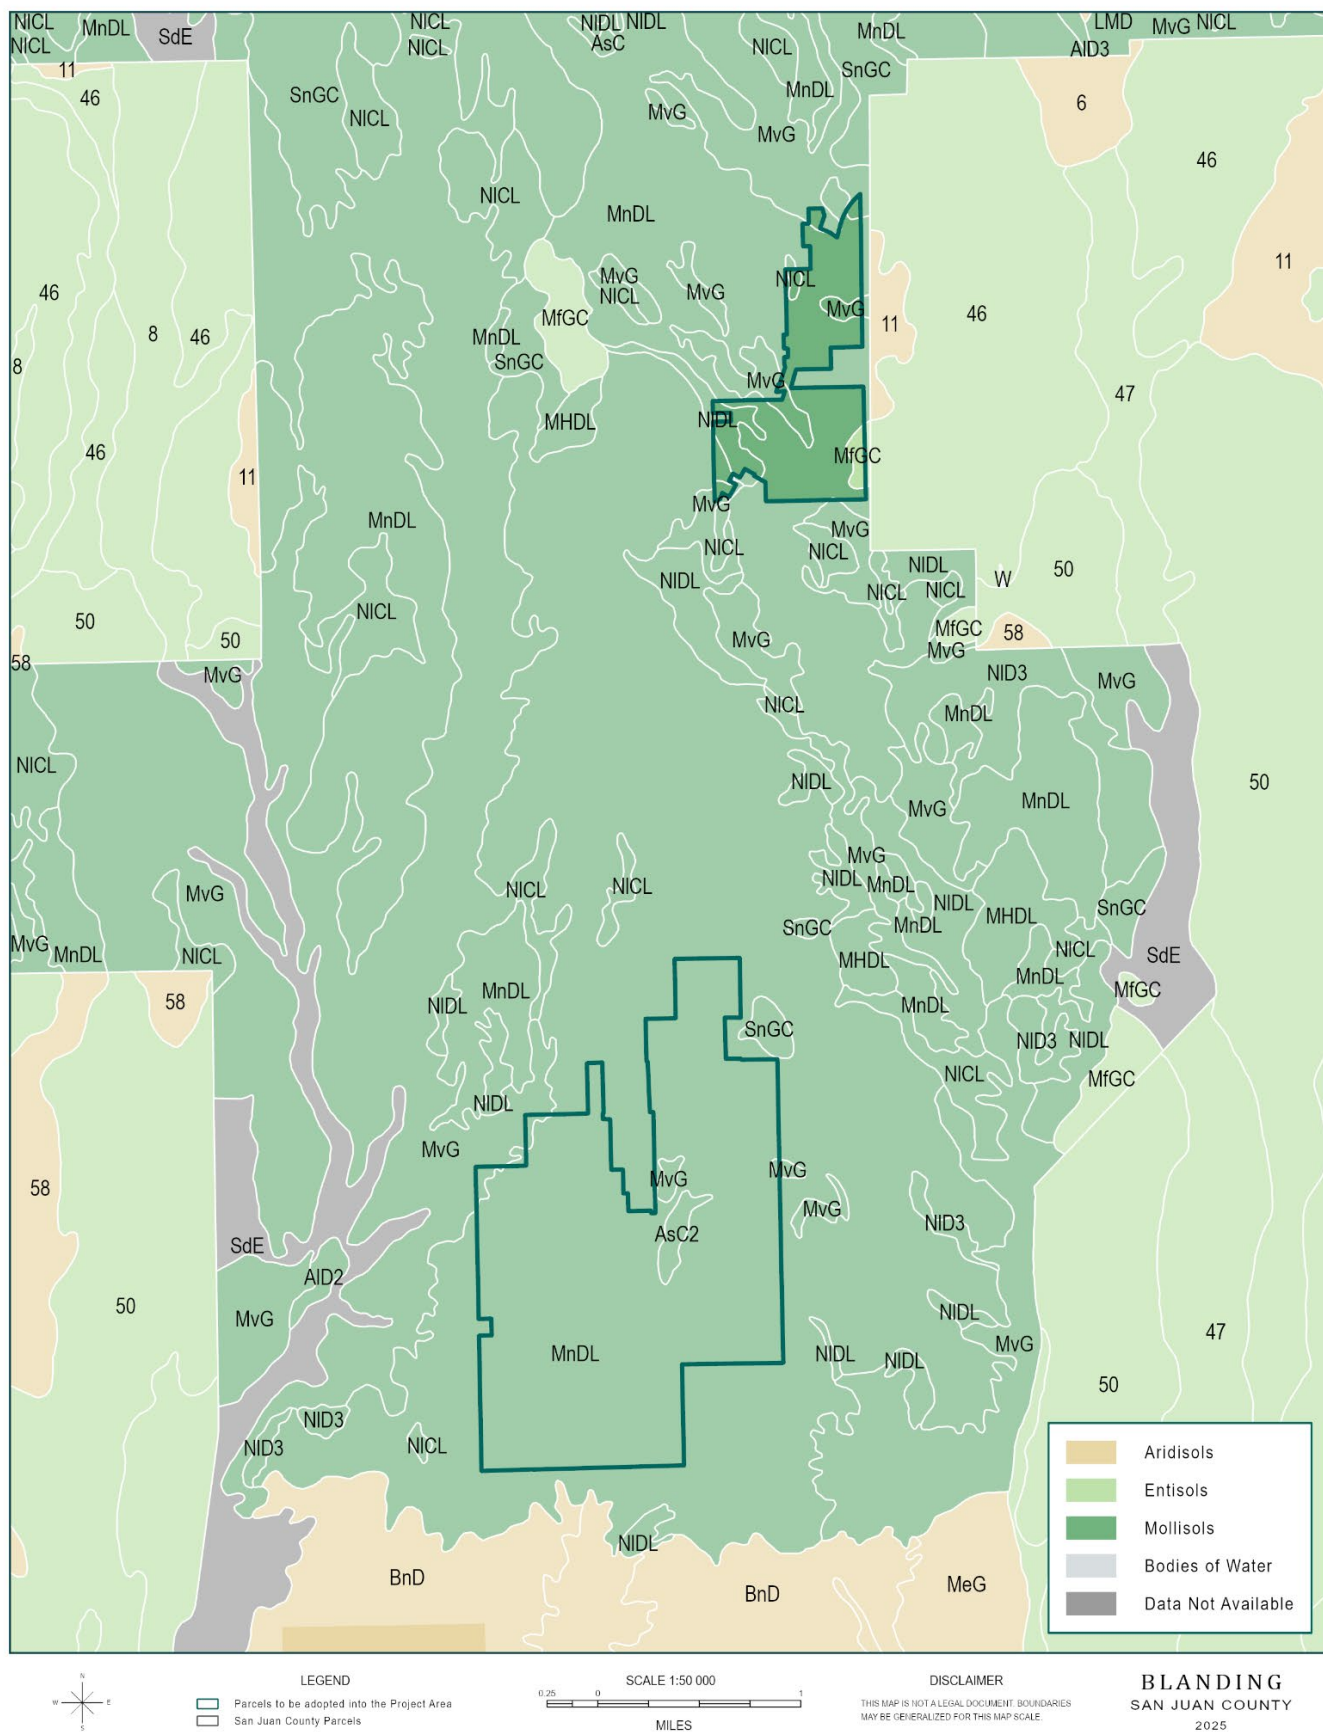 NICL
MnDL
SdE
NICL
NIDL
NIDL
MnDL
LMD
MvG
NICL
NICL
NICL
AsC
NICL
AID3
11
SnGC
46
SnGC
NICL
MnDL
MvG
MvG
6
46
NICL
MnDL
11
46
MvG
NICL
MvG
NICL
MvG
46
8
46
MnDL
SnGC
MfGC
11
8
MvG
47
MHDL
NIDL
46
11
MfGC
MvG
MnDL
MvG
NICL
NICL
NIDL
NIDL
NICL
NICL
W
50
50
50
NICL
MvG
MfGC
MvG
58
58
MvG
NID3
MvG
NICL
MnDL
NICL
NIDL
50
MvG
MnDL
MvG
NICL
NICL
MvG
NIDL
MnDL
NIDL
SnGC
MHDL
MnDL
SnGC
MvG
MnDL
NICL
MHDL
NICL
SdE
MnDL
MfGC
58
NIDL
MnDL
SnGC
MnDL
NID3
NIDL
NICL
MfGC
NIDL
MvG
MvG
MvG
58
MvG
AsC2
NID3
SdE
AID2
50
MvG
NIDL
MvG
47
MnDL
NIDL
NIDL
50
NID3
NID3
NICL
NIDL
BnD
BnD
MeG
Aridisols
Entisols
Mollisols
Bodies of Water
Data Not Available
N
W
E
S
LEGEND
Parcels to be adopted into the Project Area
San Juan County Parcels
SCALE 1:50 000
0.25 0 1
MILES
DISCLAIMER
THIS MAP IS NOT A LEGAL DOCUMENT. BOUNDARIES
MAY BE GENERALIZED FOR THIS MAP SCALE.
BLANDING
SAN JUAN COUNTY
2025